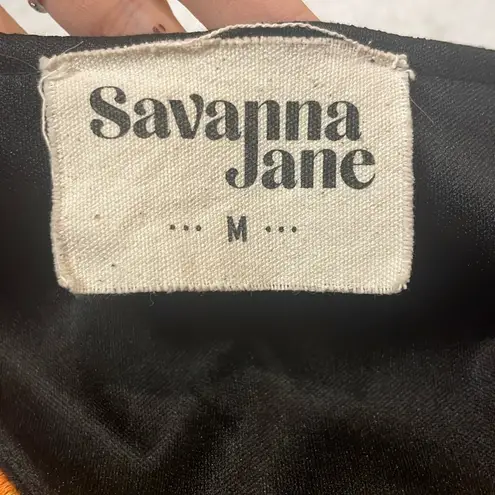 Savanna
Jane
••• M •••